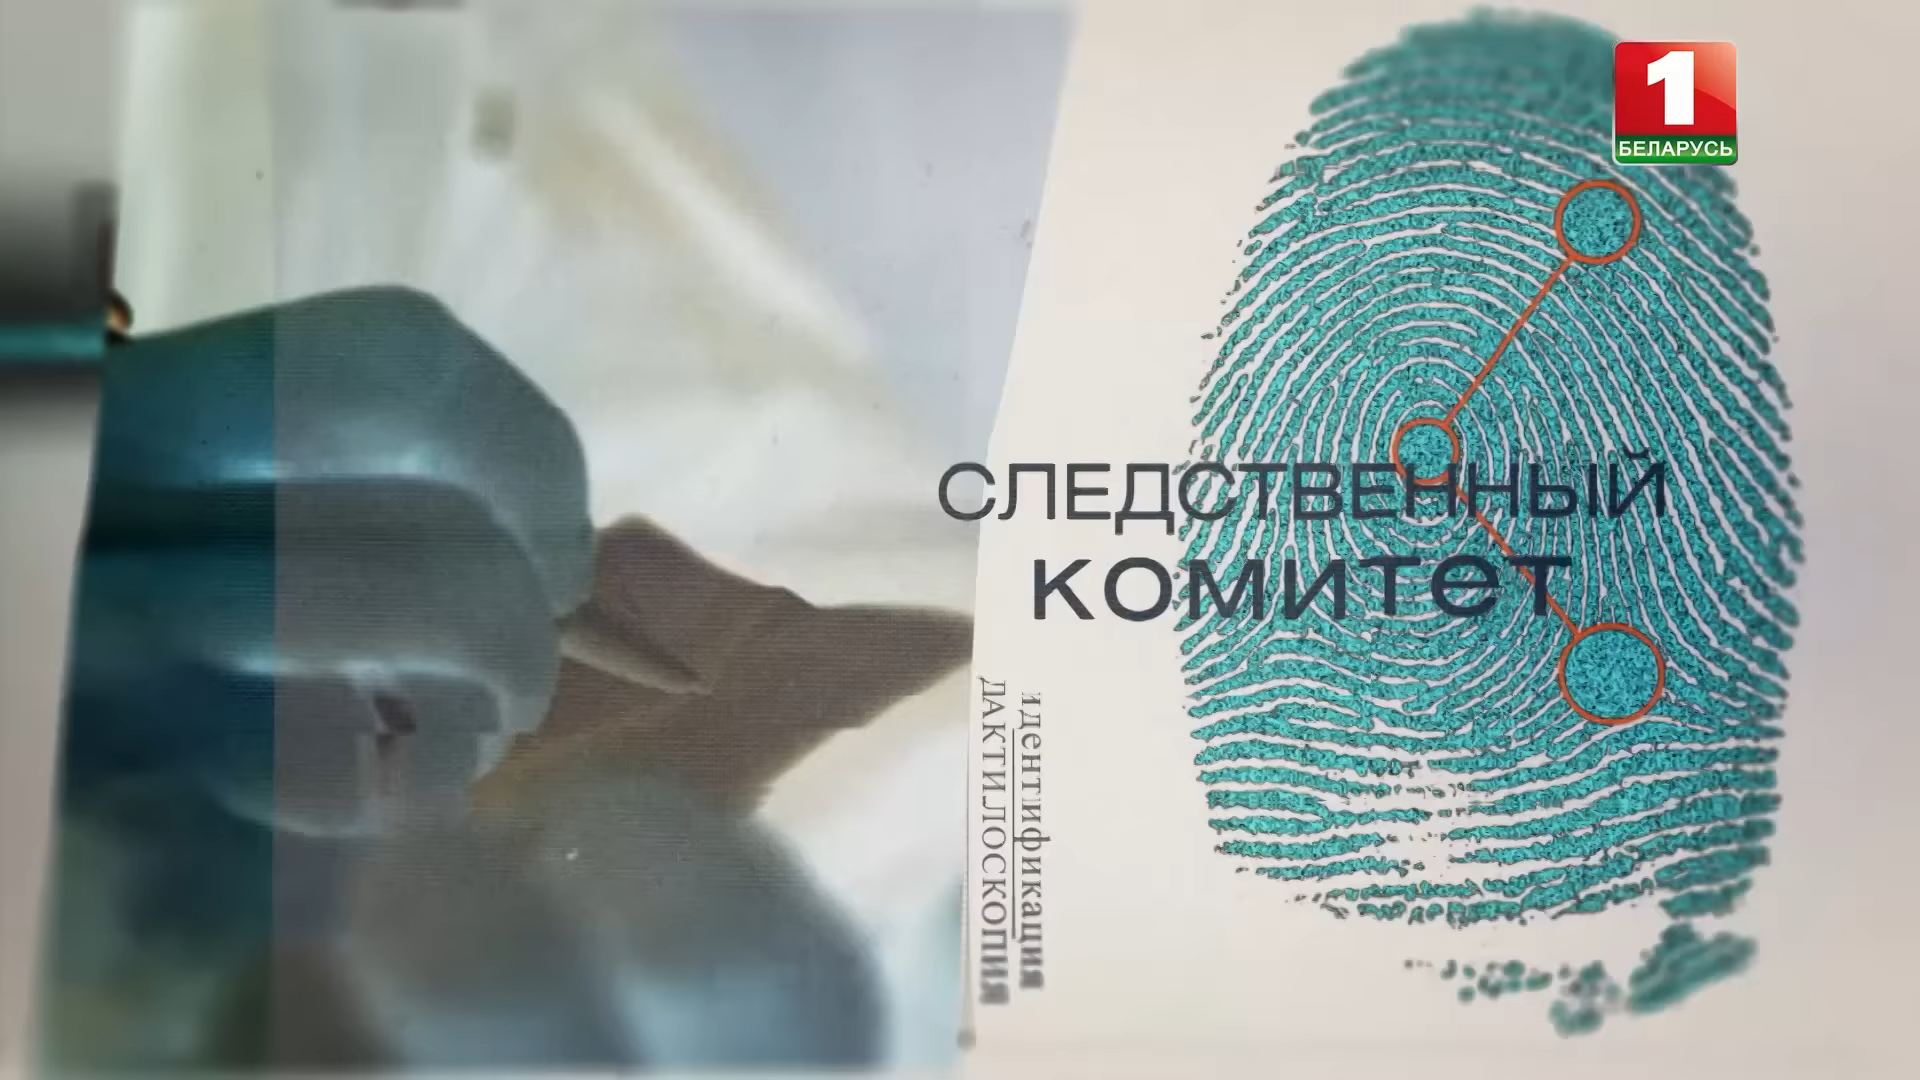 1
БЕЛАРУСЬ
СЛЕДСТВЕННЫЙ
КОМИТЕТ
идентификация
ДАКТИЛОСКОПИЯ